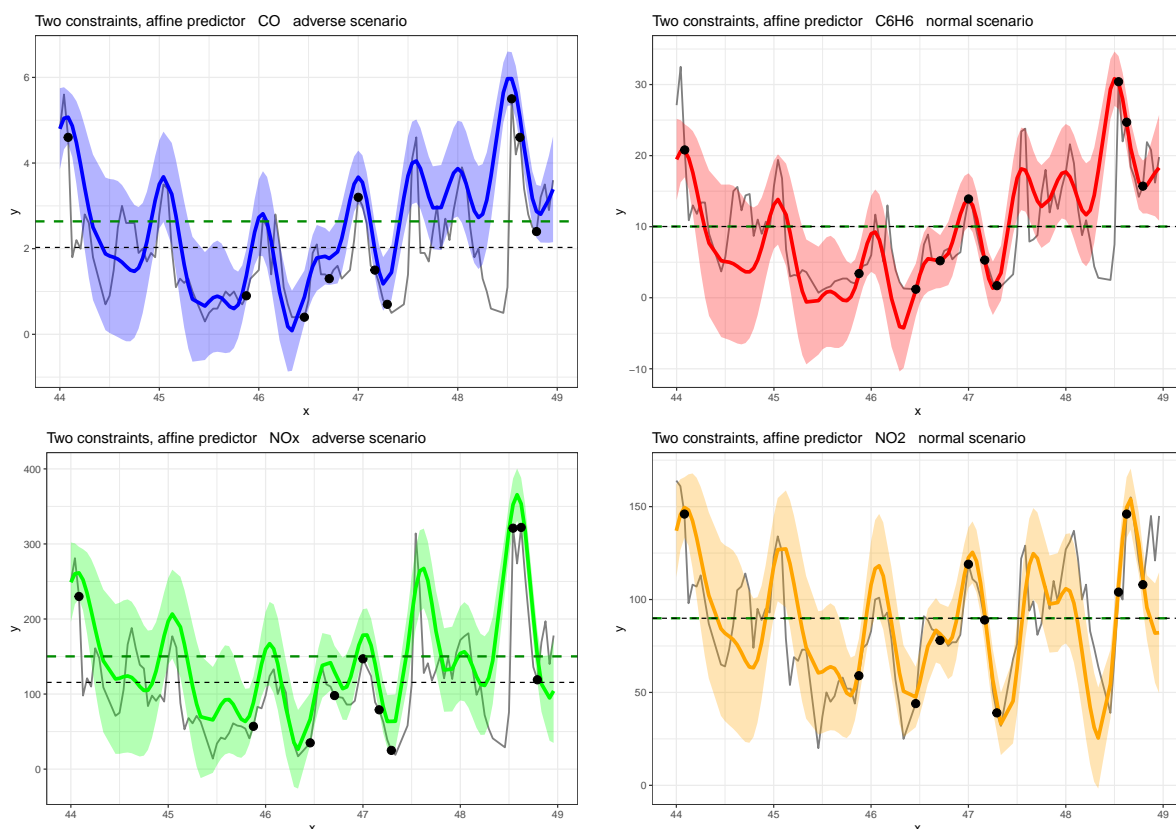 Two constraints, affine predictor CO adverse scenario
6
4
2
0
y
44 45 46 47 48 49
x
Two constraints, affine predictor C6H6 normal scenario
30
20
10
0
−10
y
44 45 46 47 48 49
x
Two constraints, affine predictor NOx adverse scenario
400
300
200
100
0
y
44 45 46 47 48 49
x
Two constraints, affine predictor NO2 normal scenario
150
100
50
0
y
44 45 46 47 48 49
x